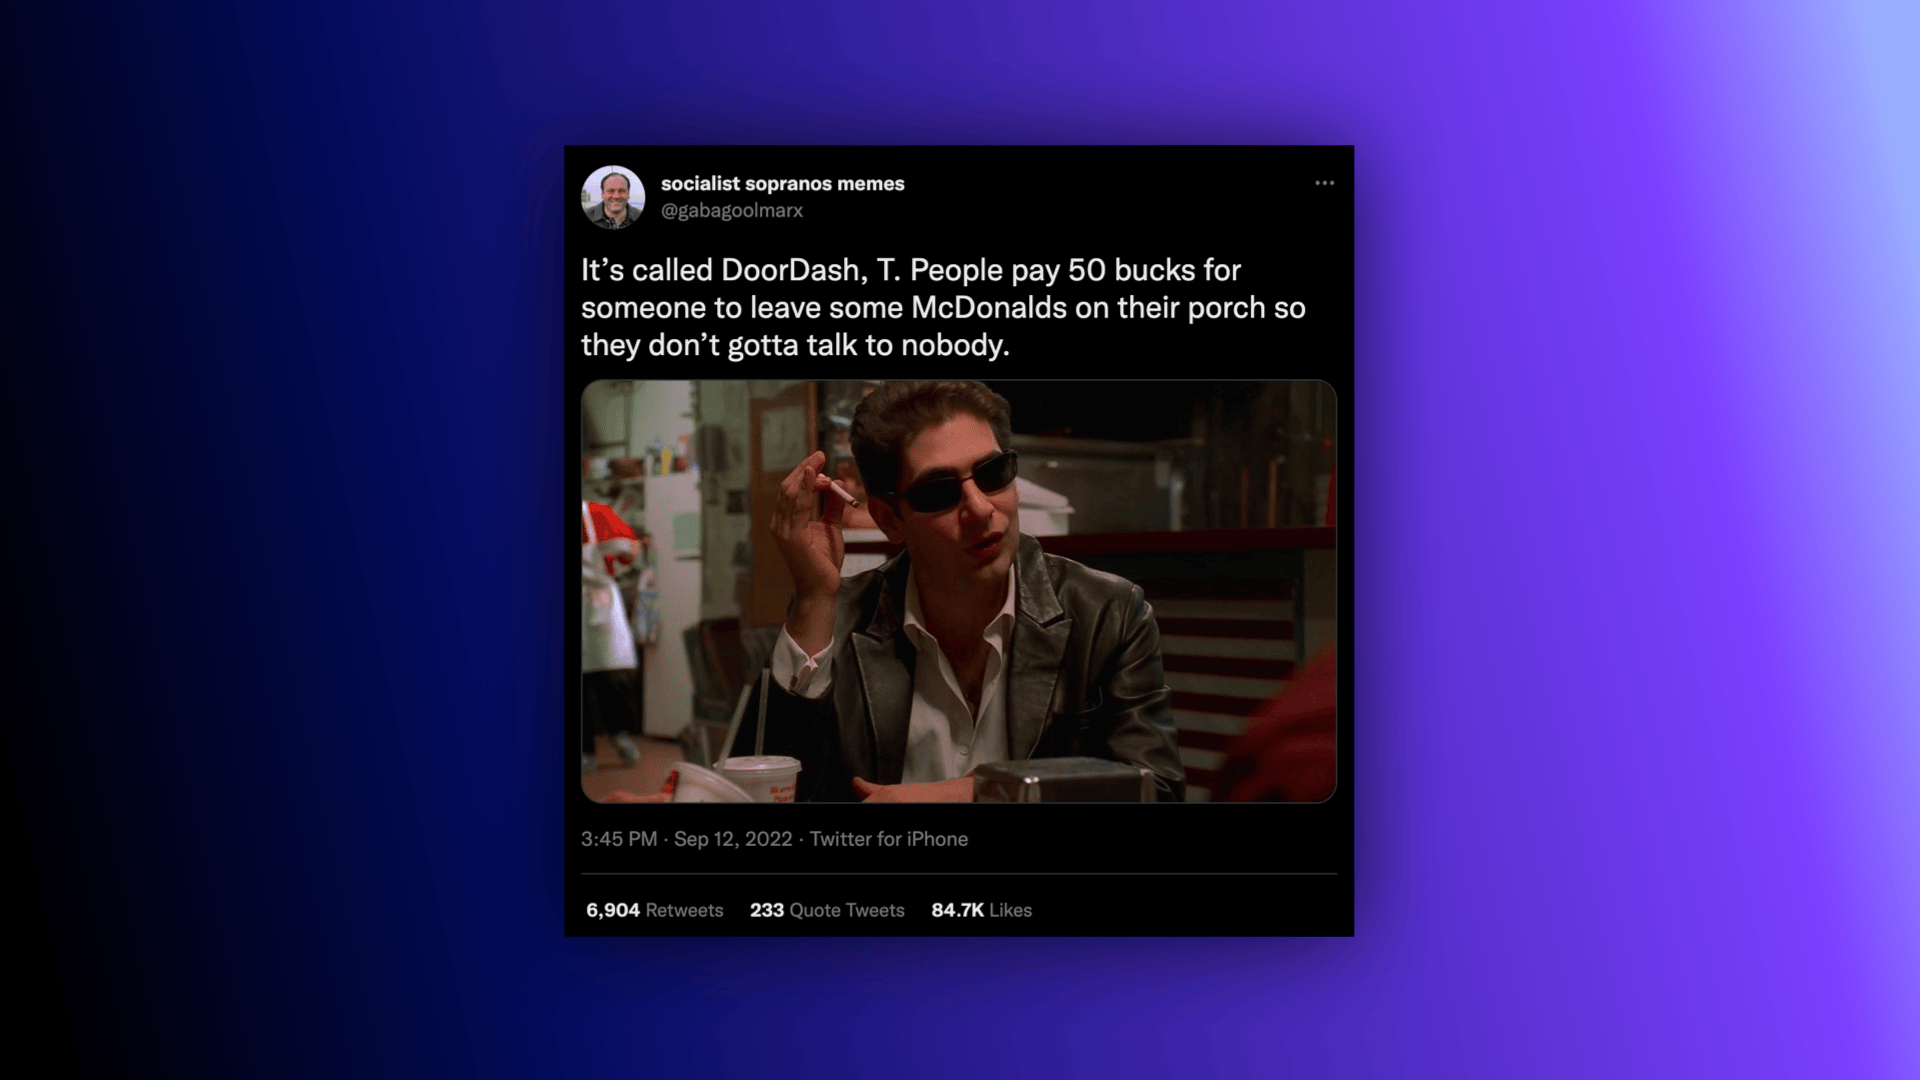 socialist sopranos memes
@gabagoolmarx
It’s called DoorDash, T. People pay 50 bucks for
someone to leave some McDonalds on their porch so
they don’t gotta talk to nobody.
3:45 PM · Sep 12, 2022 · Twitter for iPhone
6,904 Retweets 233 Quote Tweets 84.7K Likes